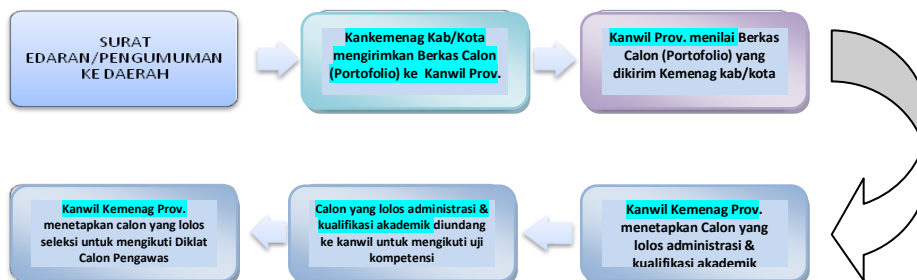 SURAT
EDARAN/PENGUMUMAN
KE DAERAH
Kankemenag Kab/Kota
mengirimkan Berkas Calon
(Portofolio) ke Kanwil Prov.
Kanwil Prov. menilai Berkas
Calon (Portofolio) yang
dikirim Kemenag kab/kota
Kanwil Kemenag Prov.
menetapkan Calon yang
lolos administrasi &
kualifikasi akademik
Calon yang lolos administrasi &
kualifikasi akademik diundang
ke kanwil untuk mengikuti uji
kompetensi
Kanwil Kemenag Prov.
menetapkan calon yang lolos
seleksi untuk mengikuti Diklat
Calon Pengawas